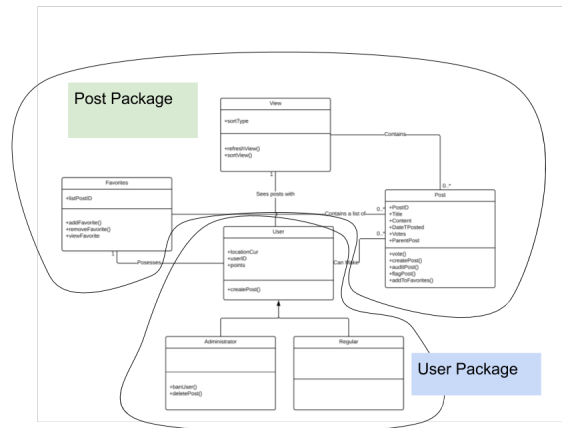 Post Package
View
+sortType
+refreshView()
+sortView()
Contains
1
0..*
Sees posts with
Favorites
+listPostID
+addFavorite()
+removeFavorite()
+viewFavorite
Contains a list of
0..*
Post
+PostID
+Title
+Content
+DateTPosted
+Votes
+ParentPost
+vote()
+createPost()
+auditPost()
+flagPost()
+addToFavorites()
User
+locationCur
+userID
+points
+createPost()
0..*
Can Make
1
Posesses
Administrator
+banUser()
+deletePost()
Regular
User Package